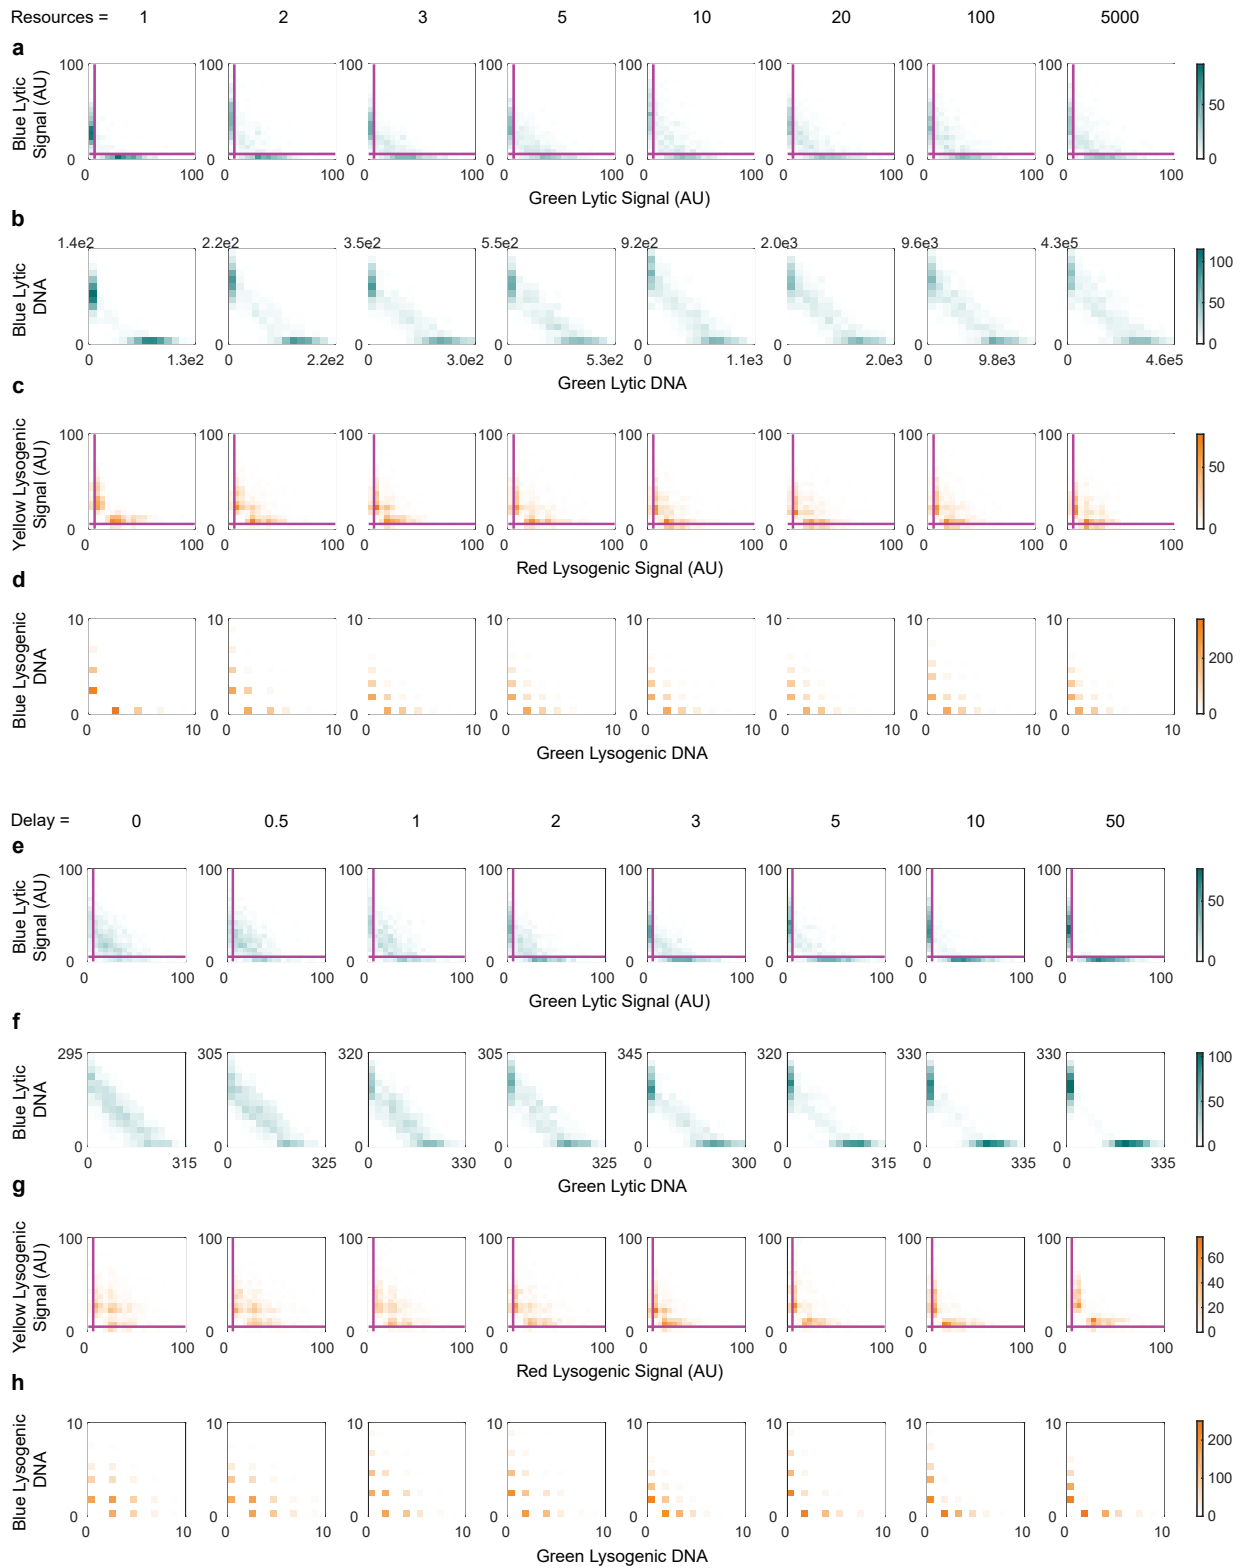 Resources = 1 2 3 5 10 20 100 5000
a
Blue Lytic
Signal (AU)
100 100 100 100 100 100 100 100
50
0 0 0 0 0 0 0 0 0
0 100 0 100 0 100 0 100 0 100 0 100 0 100 0 100
Green Lytic Signal (AU)
b
Blue Lytic
DNA
1.4e2 2.2e2 3.5e2 5.5e2 9.2e2 2.0e3 9.6e3 4.3e5
100
50
0 0 0 0 0 0 0 0 0
0 1.3e2 0 2.2e2 0 3.0e2 0 5.3e2 0 1.1e3 0 2.0e3 0 9.8e3 0 4.6e5
Green Lytic DNA
c
Yellow Lysogenic
Signal (AU)
100 100 100 100 100 100 100 100
50
0 0 0 0 0 0 0 0 0
0 100 0 100 0 100 0 100 0 100 0 100 0 100 0 100
Red Lysogenic Signal (AU)
d
Blue Lysogenic
DNA
10 10 10 10 10 10 10 10
200
0 0 0 0 0 0 0 0 0
0 10 0 10 0 10 0 10 0 10 0 10 0 10 0 10
Green Lysogenic DNA
Delay = 0 0.5 1 2 3 5 10 50
e
Blue Lytic
Signal (AU)
100 100 100 100 100 100 100 100
50
0 0 0 0 0 0 0 0 0
0 100 0 100 0 100 0 100 0 100 0 100 0 100 0 100
Green Lytic Signal (AU)
f
Blue Lytic
DNA
295 305 320 305 345 320 330 330
100
50
0 0 0 0 0 0 0 0 0
0 315 0 325 0 330 0 325 0 300 0 315 0 335 0 335
Green Lytic DNA
g
Yellow Lysogenic
Signal (AU)
100 100 100 100 100 100 100 100
60
40
20
0 0 0 0 0 0 0 0 0
0 100 0 100 0 100 0 100 0 100 0 100 0 100 0 100
Red Lysogenic Signal (AU)
h
Blue Lysogenic
DNA
10 10 10 10 10 10 10 10
200
100
0 0 0 0 0 0 0 0 0
0 10 0 10 0 10 0 10 0 10 0 10 0 10 0 10
Green Lysogenic DNA